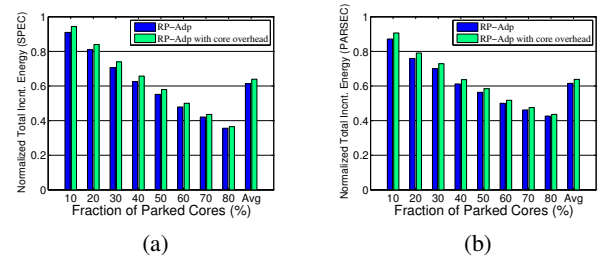 Normalized Total Incnt. Energy (SPEC)
1
0.8
0.6
0.4
0.2
0
RP-Adp
RP-Adp with core overhead
10 20 30 40 50 60 70 80 Avg
Fraction of Parked Cores (%)
(a)
Normalized Total Incnt. Energy (PARSEC)
1
0.8
0.6
0.4
0.2
0
RP-Adp
RP-Adp with core overhead
10 20 30 40 50 60 70 80 Avg
Fraction of Parked Cores (%)
(b)